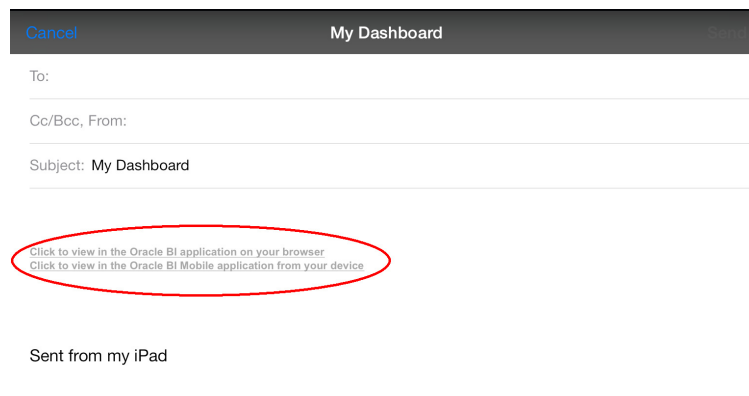 Cancel My Dashboard Send
To:
Cc/Bcc, From:
Subject: My Dashboard
Click to view in the Oracle BI application on your browser
Click to view in the Oracle BI Mobile application from your device
Sent from my iPad